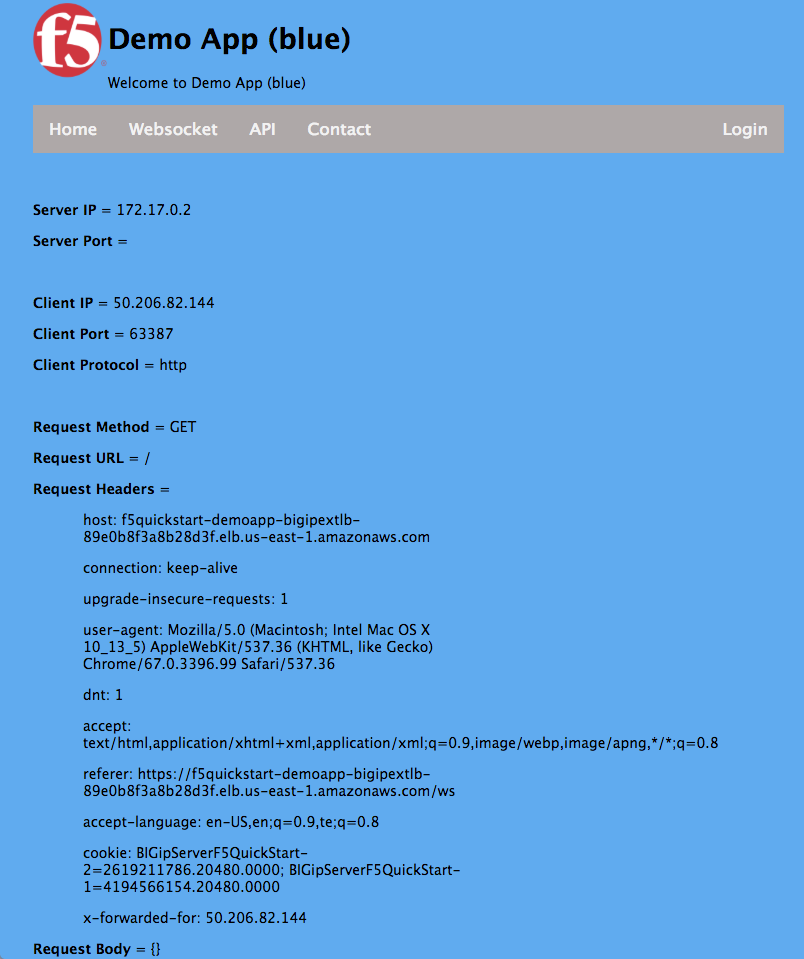 f5
®
Demo App (blue)
Welcome to Demo App (blue)
Home Websocket API Contact Login
Server IP = 172.17.0.2
Server Port =
Client IP = 50.206.82.144
Client Port = 63387
Client Protocol = http
Request Method = GET
Request URL = /
Request Headers =
host: f5quickstart-demoapp-bigipextlb-
89e0b8f3a8b28d3f.elb.us-east-1.amazonaws.com
connection: keep-alive
upgrade-insecure-requests: 1
user-agent: Mozilla/5.0 (Macintosh; Intel Mac OS X
10_13_5) AppleWebKit/537.36 (KHTML, like Gecko)
Chrome/67.0.3396.99 Safari/537.36
dnt: 1
accept:
text/html,application/xhtml+xml,application/xml;q=0.9,image/webp,image/apng,*/*;q=0.8
referer: https://f5quickstart-demoapp-bigipextlb-
89e0b8f3a8b28d3f.elb.us-east-1.amazonaws.com/ws
accept-language: en-US,en;q=0.9,te;q=0.8
cookie: BIGipServerF5QuickStart-
2=2619211786.20480.0000; BIGipServerF5QuickStart-
1=4194566154.20480.0000
x-forwarded-for: 50.206.82.144
Request Body = {}